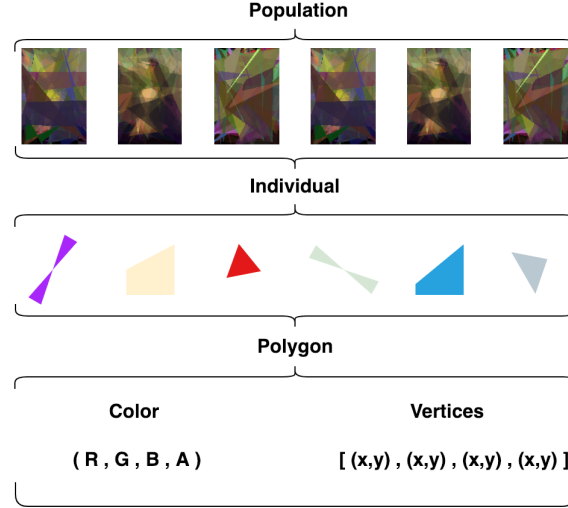 Population
Individual
Polygon
Color Vertices
( R , G , B , A ) [ (x,y) , (x,y) , (x,y) , (x,y) ]